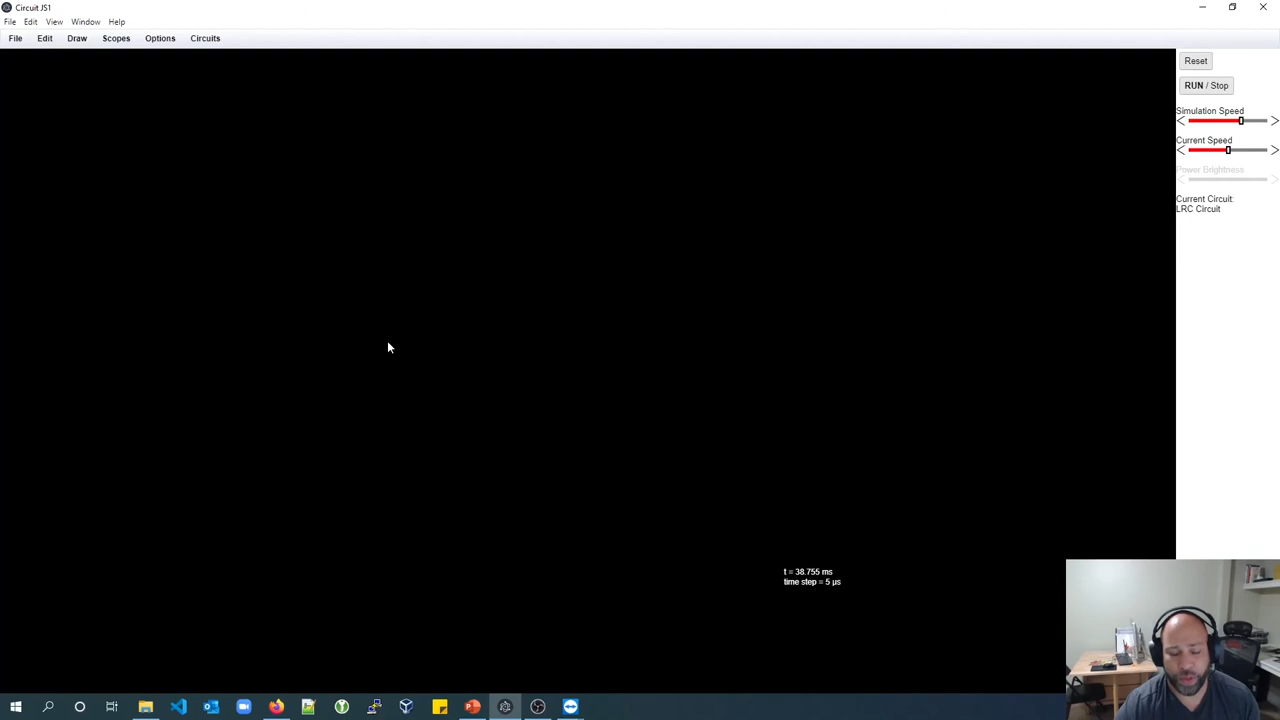 Circuit JS1
File Edit View Window Help
File Edit Draw Scopes Options Circuits
Reset
RUN / Stop
Simulation Speed
Current Speed
Power Brightness
Current Circuit:
LRC Circuit
t = 38.755 ms
time step = 5 µs